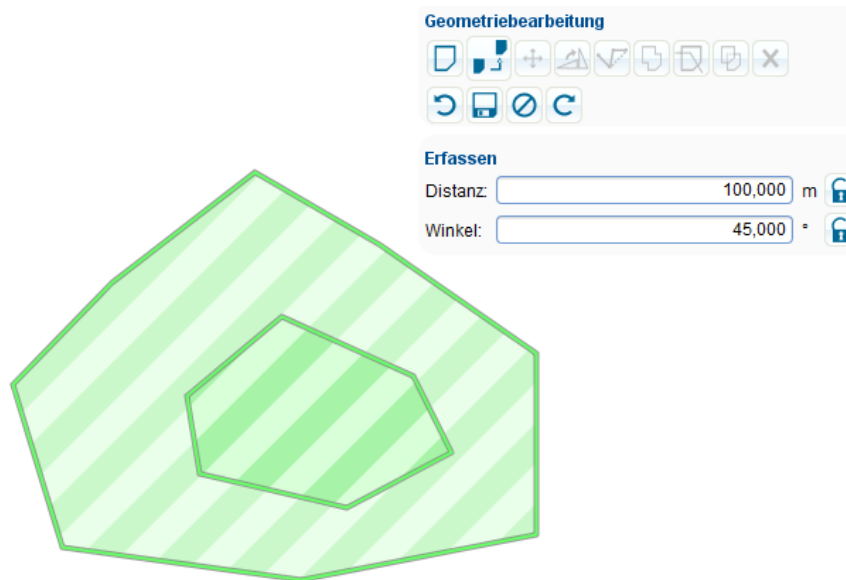 Geometriebearbeitung
Erfassen
Distanz: 100,000 m
Winkel: 45,000 °